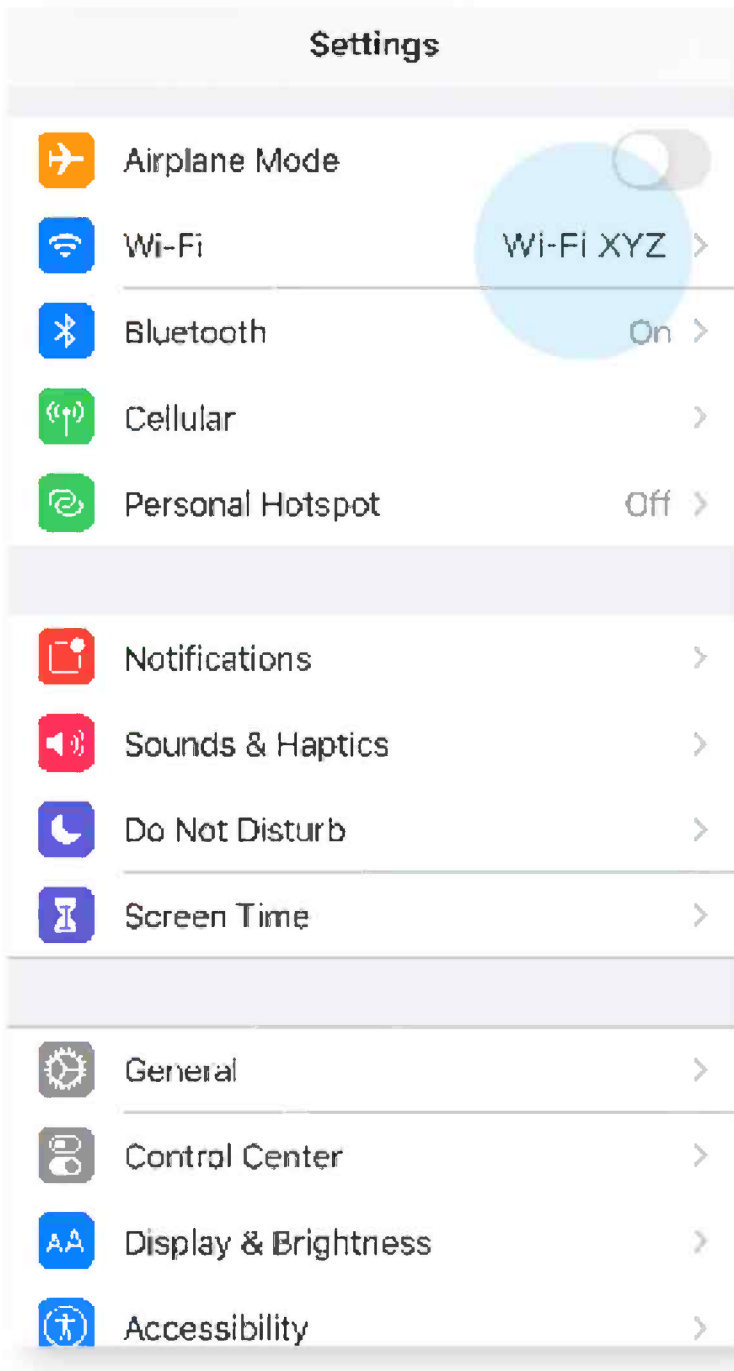 Settings
Airplane Mode
Wi-Fi Wi-Fi XYZ
Bluetooth On
Cellular
Personal Hotspot Off
Notifications
Sounds & Haptics
Do Not Disturb
Screen Time
General
Control Center
AA Display & Brightness
Accessibility